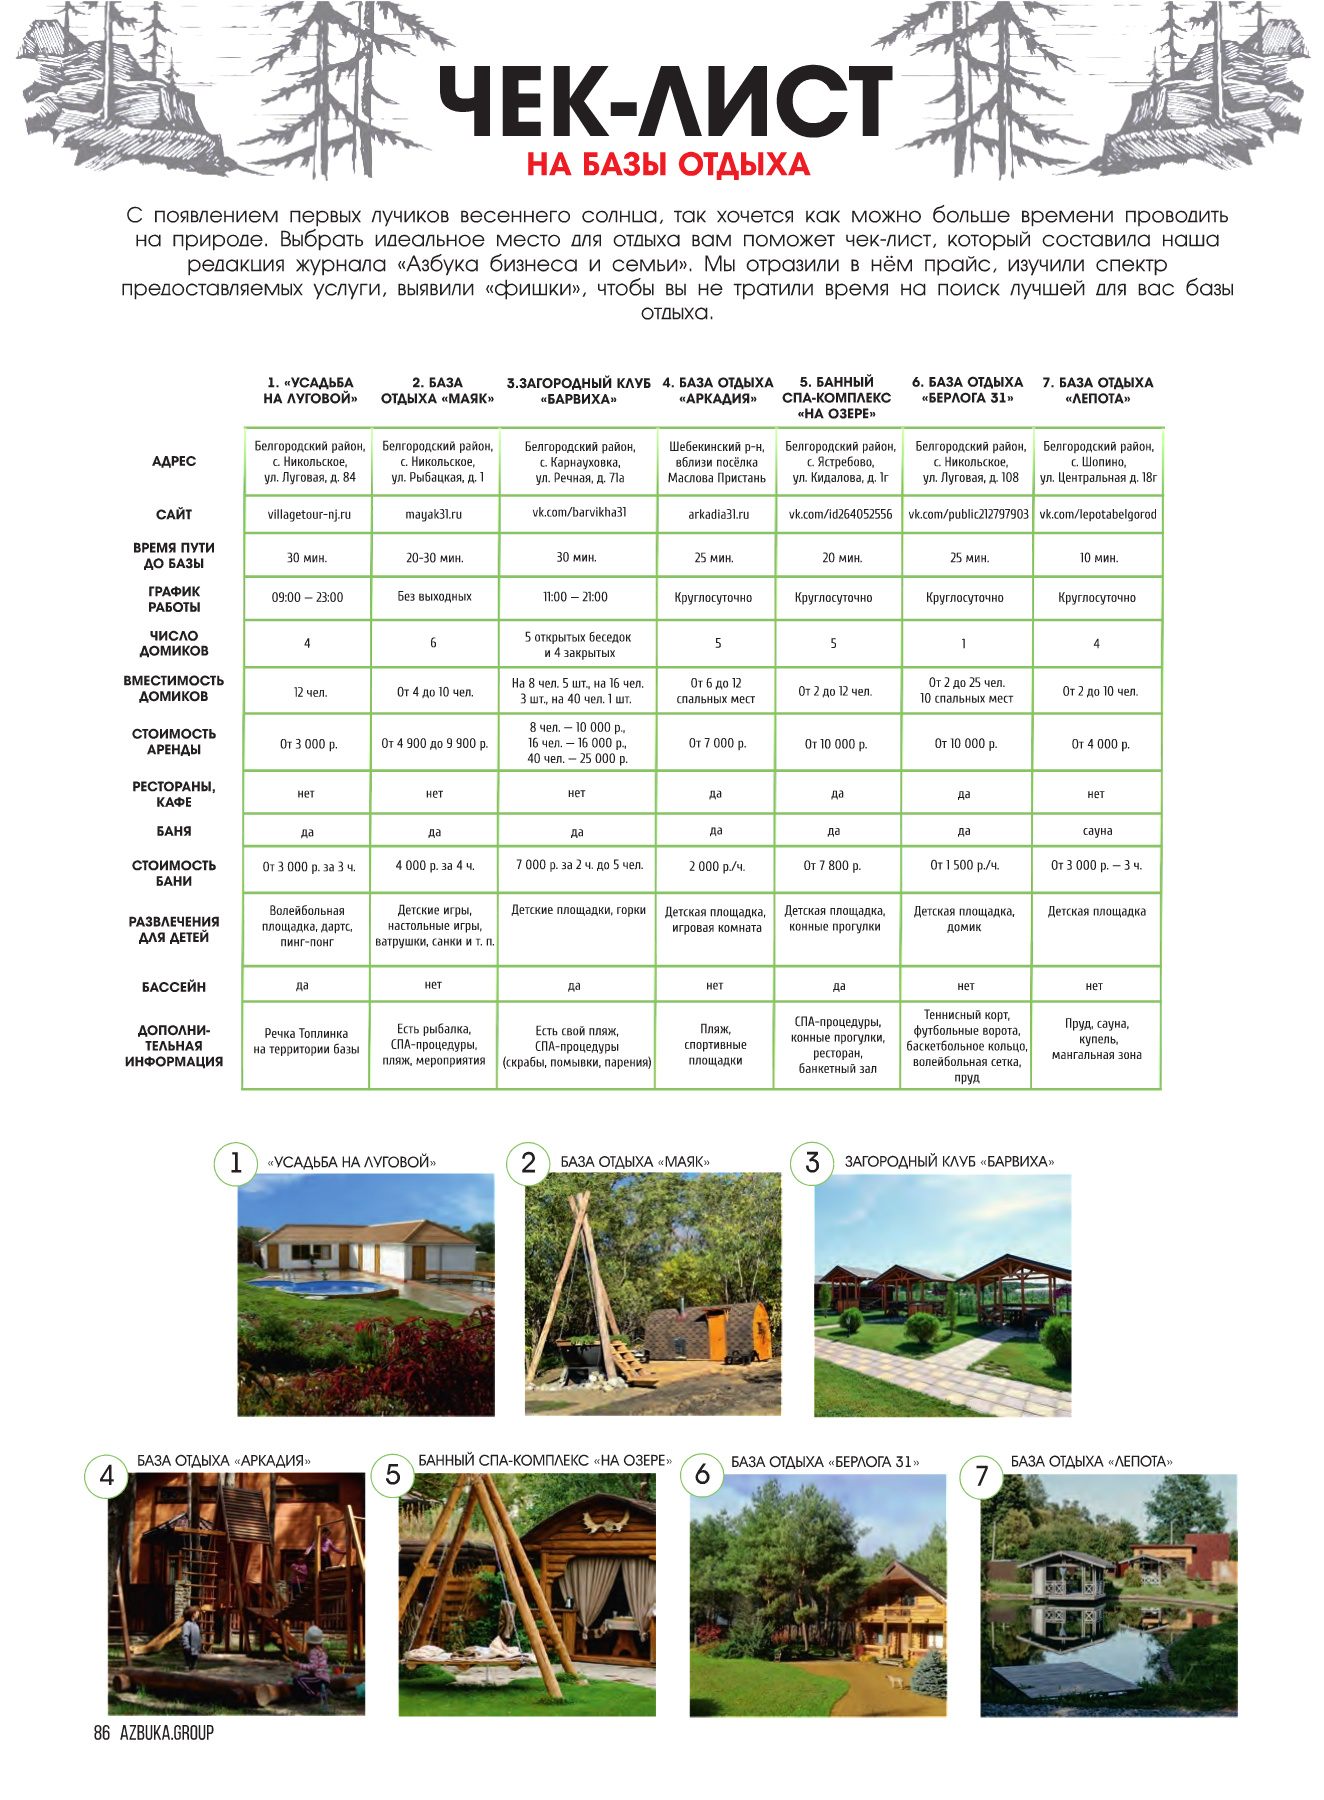 ЧЕК-ЛИСТ
НА БАЗЫ ОТДЫХА
С появлением первых лучиков весеннего солнца, так хочется как можно больше времени проводить
на природе. Выбрать идеальное место для отдыха вам поможет чек-лист, который составила наша
редакция журнала «Азбука бизнеса и семьи». Мы отразили в нём прайс, изучили спектр
предоставляемых услуги, выявили «фишки», чтобы вы не тратили время на поиск лучшей для вас базы
отдыха.
1. «УСАДЬБА
НА ЛУГОВОЙ»
2. БАЗА
ОТДЫХА «МАЯК»
3.ЗАГОРОДНЫЙ КЛУБ
«БАРВИХА»
4. БАЗА ОТДЫХА
«АРКАДИЯ»
5. БАННЫЙ
СПА-КОМПЛЕКС
«НА ОЗЕРЕ»
6. БАЗА ОТДЫХА
«БЕРЛОГА 31»
7. БАЗА ОТДЫХА
«ЛЕПОТА»
АДРЕС
Белгородский район,
с. Никольское,
ул. Луговая, д. 84
Белгородский район,
с. Никольское,
ул. Рыбацкая, д. 1
Белгородский район,
с. Карнауховка,
ул. Речная, д. 71а
Шебекинский р-н,
вблизи посёлка
Маслова Пристань
Белгородский район,
с. Ястребово,
ул. Кидалова, д. 1г
Белгородский район,
с. Никольское,
ул. Луговая, д. 108
Белгородский район,
с. Шопино,
ул. Центральная д. 18г
САЙТ
villagetour-nj.ru
mayak31.ru
vk.com/barvikha31
arkadia31.ru
vk.com/id264052556
vk.com/public212797903
vk.com/lepotabelgorod
ВРЕМЯ ПУТИ
ДО БАЗЫ
30 мин.
20-30 мин.
30 мин.
25 мин.
20 мин.
25 мин.
10 мин.
ГРАФИК
РАБОТЫ
09:00 — 23:00
Без выходных
11:00 — 21:00
Круглосуточно
Круглосуточно
Круглосуточно
Круглосуточно
ЧИСЛО
ДОМИКОВ
4
6
5 открытых беседок
и 4 закрытых
5
5
1
4
ВМЕСТИМОСТЬ
ДОМИКОВ
12 чел.
От 4 до 10 чел.
На 8 чел. 5 шт., на 16 чел.
3 шт., на 40 чел. 1 шт.
От 6 до 12
спальных мест
От 2 до 12 чел.
От 2 до 25 чел.
10 спальных мест
От 2 до 10 чел.
СТОИМОСТЬ
АРЕНДЫ
От 3 000 р.
От 4 900 до 9 900 р.
8 чел. — 10 000 р.,
16 чел. — 16 000 р.,
40 чел. — 25 000 р.
От 7 000 р.
От 10 000 р.
От 10 000 р.
От 4 000 р.
РЕСТОРАНЫ,
КАФЕ
нет
нет
нет
да
да
да
нет
БАНЯ
да
да
да
да
да
да
сауна
СТОИМОСТЬ
БАНИ
От 3 000 р. за 3 ч.
4 000 р. за 4 ч.
7 000 р. за 2 ч. до 5 чел.
2 000 р./ч.
От 7 800 р.
От 1 500 р./ч.
От 3 000 р. — 3 ч.
РАЗВЛЕЧЕНИЯ
ДЛЯ ДЕТЕЙ
Волейбольная
площадка, дартс,
пинг-понг
Детские игры,
настольные игры,
ватрушки, санки и т. п.
Детские площадки, горки
Детская площадка,
игровая комната
Детская площадка,
конные прогулки
Детская площадка,
домик
Детская площадка
БАССЕЙН
да
нет
да
нет
да
нет
нет
ДОПОЛНИ-
ТЕЛЬНАЯ
ИНФОРМАЦИЯ
Речка Топлинка
на территории базы
Есть рыбалка,
СПА-процедуры,
пляж, мероприятия
Есть свой пляж,
СПА-процедуры
(скрабы, помывки, парения)
Пляж,
спортивные
площадки
СПА-процедуры,
конные прогулки,
ресторан,
банкетный зал
Теннисный корт,
футбольные ворота,
баскетбольное кольцо,
волейбольная сетка,
пруд
Пруд, сауна,
купель,
мангальная зона
1 «УСАДЬБА НА ЛУГОВОЙ»
2 БАЗА ОТДЫХА «МАЯК»
3 ЗАГОРОДНЫЙ КЛУБ «БАРВИХА»
4 БАЗА ОТДЫХА «АРКАДИЯ»
5 БАННЫЙ СПА-КОМПЛЕКС «НА ОЗЕРЕ»
6 БАЗА ОТДЫХА «БЕРЛОГА 31»
7 БАЗА ОТДЫХА «ЛЕПОТА»
86 AZBUKA.GROUP